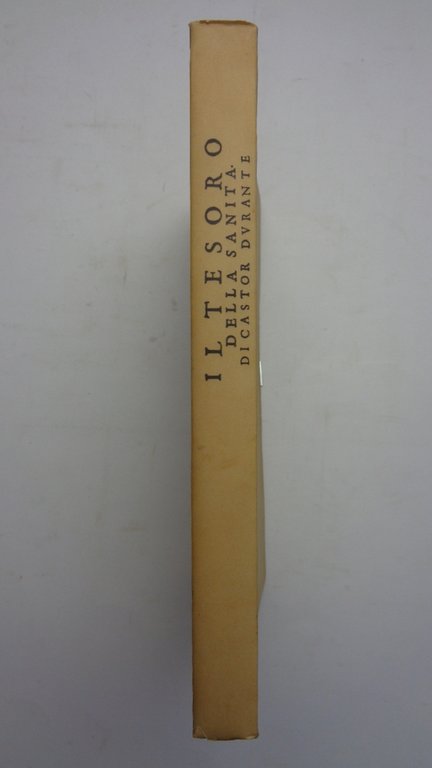 IL TESORO
DELLA SANITA.
DI CASTOR DVRANTE